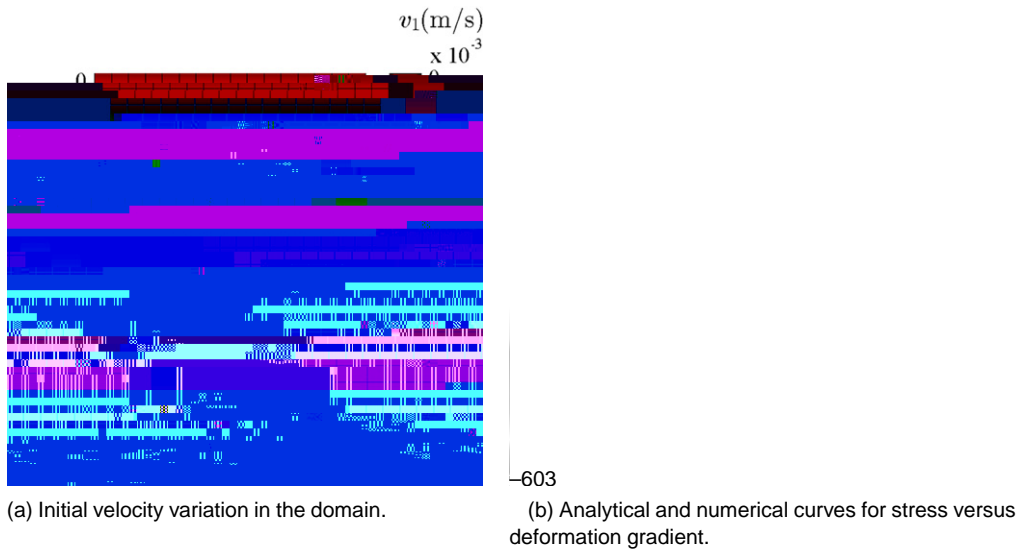 v₁(m/s)
x 10⁻³
0 0
–603
(a) Initial velocity variation in the domain.
(b) Analytical and numerical curves for stress versus
deformation gradient.